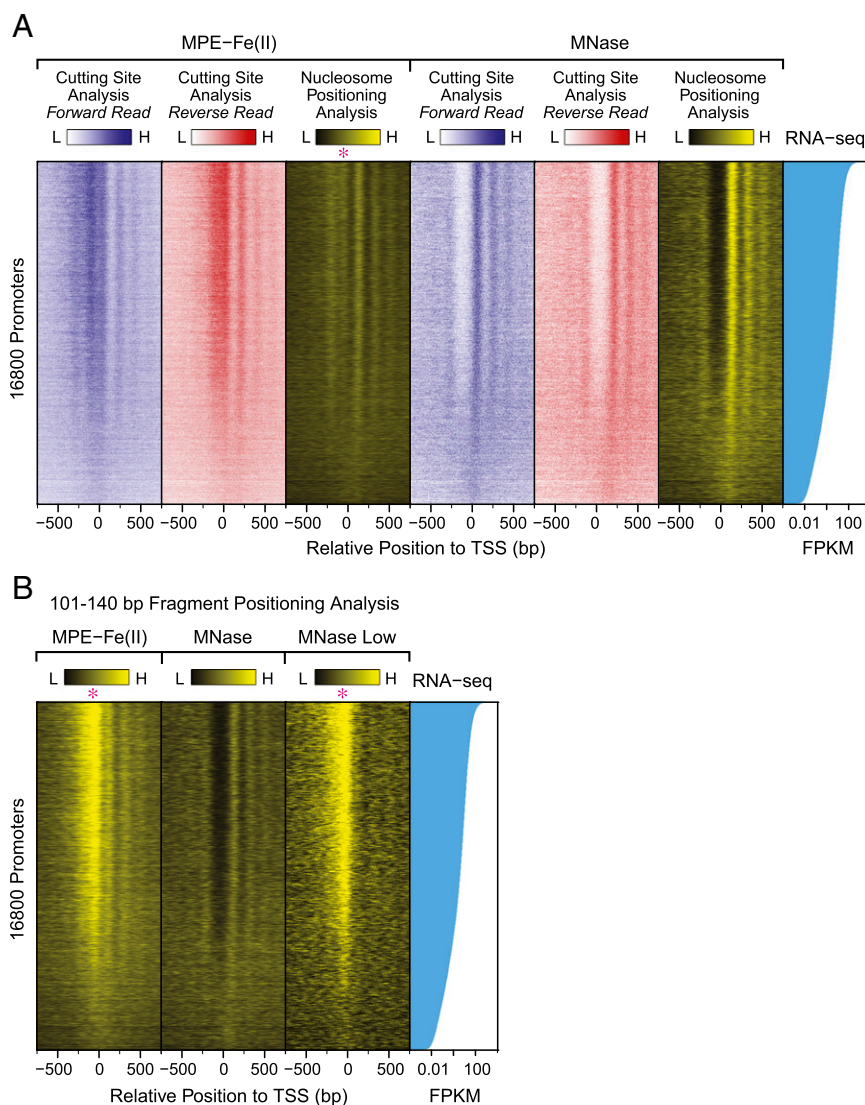 A
MPE−Fe(II) MNase
Cutting Site Cutting Site Nucleosome Cutting Site Cutting Site Nucleosome
Analysis Analysis Positioning Analysis Analysis Positioning
Forward Read Reverse Read Analysis Forward Read Reverse Read Analysis
L H L H L H L H L H L H RNA−seq
*
16800 Promoters
−500 0 500 −500 0 500 −500 0 500 −500 0 500 −500 0 500 −500 0 500 0.01 100
Relative Position to TSS (bp) FPKM
B
101-140 bp Fragment Positioning Analysis
MPE−Fe(II) MNase MNase Low
L H L H L H RNA−seq
* *
16800 Promoters
−500 0 500 −500 0 500 −500 0 500 0.01 100
Relative Position to TSS (bp) FPKM